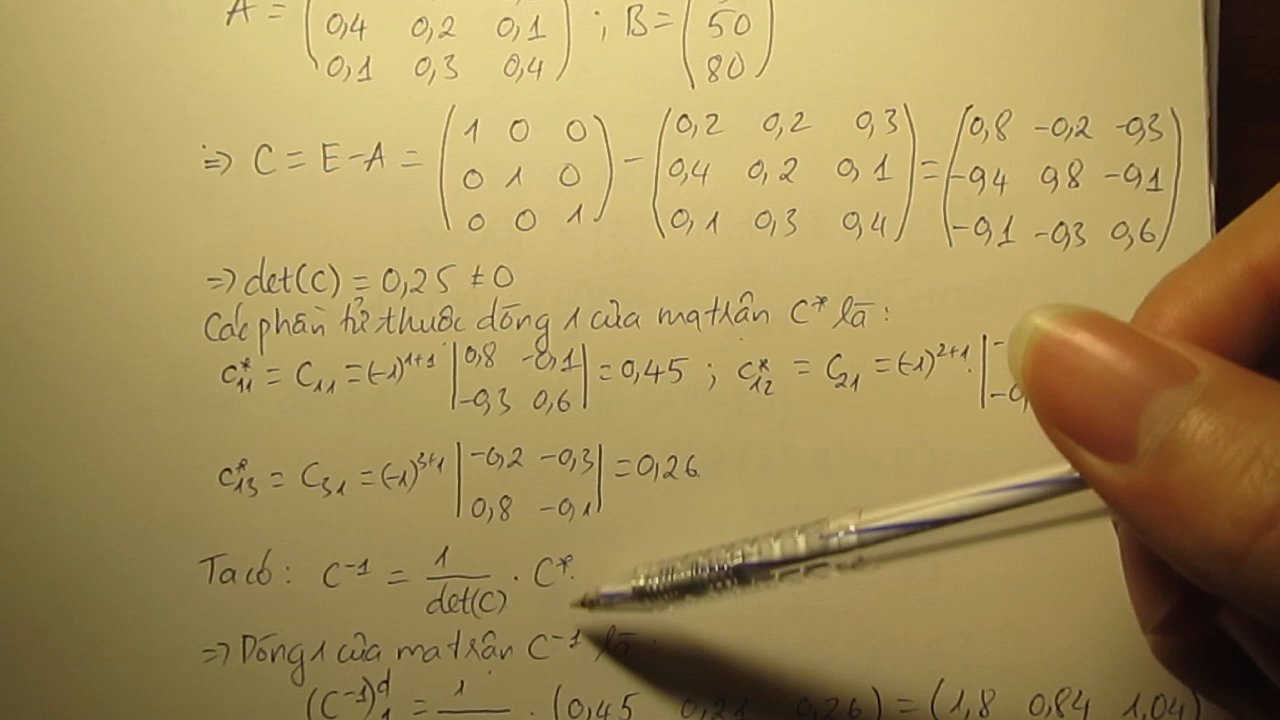 A = ( 0,4 0,2 0,1 ) ; B = ( 50 )
0,1 0,3 0,4 80
=> C = E - A = ( 1 0 0 ) - ( 0,2 0,2 0,3 ) = ( 0,8 -0,2 -0,3 )
0 1 0 0,4 0,2 0,1 -0,4 0,8 -0,1
0 0 1 0,1 0,3 0,4 -0,1 -0,3 0,6
=> det(C) = 0,25 ≠ 0
Các phần tử thuộc dòng 1 của ma trận C* là :
c*11 = C11 = (-1)^1+1 | 0,8 -0,1 | = 0,45 ; c*12 = C21 = (-1)^2+1 . | -
-0,3 0,6 -0,
c*13 = C31 = (-1)^3+1 | -0,2 -0,3 | = 0,26
0,8 -0,1
Ta có : C^-1 = 1/det(C) . C*
=> Dòng 1 của ma trận C^-1 là :
(C^-1)^d_1 = 1 . ( 0,45 0,21 0,26 ) = ( 1,8 0,84 1,04 )